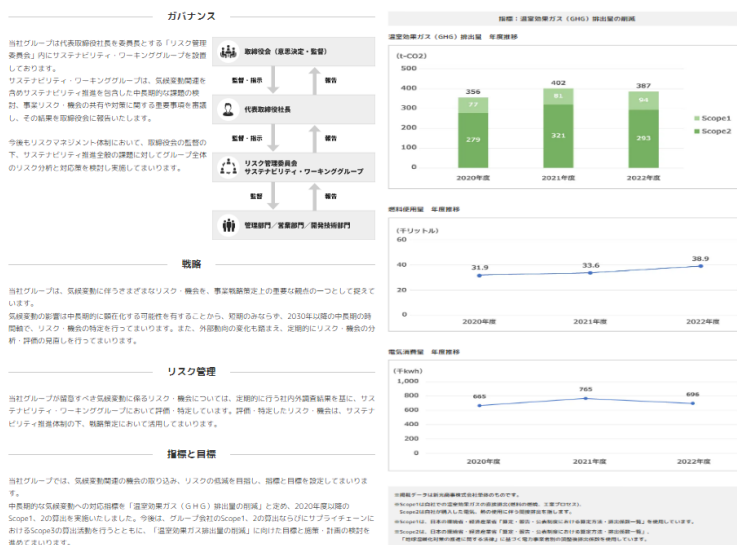 ガバナンス
当社グループは代表取締役社長を委員長とする「リスク管理
委員会」内にサステナビリティ・ワーキンググループを設置
しております。
サステナビリティ・ワーキンググループは、気候変動関連を
含めサステナビリティ推進を包含した中長期的な課題の検
討、事業リスク・機会の共有や対策に関する重要事項を審議
し、その結果を取締役会に報告いたします。
今後もリスクマネジメント体制において、取締役会の監督の
下、サステナビリティ推進全般の課題に対してグループ全体
のリスク分析と対応策を検討し実施してまいります。
取締役会（意思決定・監督）
監督・指示
報告
代表取締役社長
監督・指示
報告
リスク管理委員会
サステナビリティ・ワーキンググループ
監督
報告
管理部門／営業部門／開発技術部門
戦略
当社グループは、気候変動に伴うさまざまなリスク・機会を、事業戦略策定上の重要な観点の一つとして捉えて
います。
気候変動の影響は中長期的に顕在化する可能性を有することから、短期のみならず、2030年以降の中長期の時
間軸で、リスク・機会の特定を行ってまいります。また、外部動向の変化も踏まえ、定期的にリスク・機会の分
析・評価の見直しを行ってまいります。
リスク管理
当社グループが留意すべき気候変動に係るリスク・機会については、定期的に行う社内外調査結果を基に、サス
テナビリティ・ワーキンググループにおいて評価・特定しています。評価・特定したリスク・機会は、サステナ
ビリティ推進体制の下、戦略策定において活用してまいります。
指標と目標
当社グループでは、気候変動関連の機会の取り込み、リスクの低減を目指し、指標と目標を設定してまいりま
す。
中長期的な気候変動への対応指標を「温室効果ガス（ＧＨＧ）排出量の削減」と定め、2020年度以降の
Scope1、2の算出を実施いたしました。今後は、グループ会社のScope1、2の算出ならびにサプライチェーンに
おけるScope3の算出活動を行うとともに、「温室効果ガス排出量の削減」に向けた目標と施策・計画の検討を
進めてまいります。
指標：温室効果ガス（GHG）排出量の削減
温室効果ガス（GHG）排出量 年度推移
(t-CO2)
500
400
300
200
100
0
356
77
279
402
81
321
387
94
293
Scope1
Scope2
2020年度
2021年度
2022年度
燃料使用量 年度推移
(千リットル)
60
40
20
0
31.9
33.6
38.9
2020年度
2021年度
2022年度
電気消費量 年度推移
(千kwh)
1,000
800
600
400
200
0
665
765
696
2020年度
2021年度
2022年度